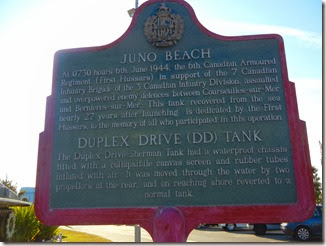 JUNO BEACH
At 0730 hours 6th June 1944, the 6th Canadian Armoured
Regiment, (First Hussars) in support of the 7 Canadian
Infantry Brigade of the 3 Canadian Infantry Division, assaulted
and overpowered enemy defences between Courseulles-sur-Mer
and Bernieres-sur-Mer. This tank, recovered from the sea
nearly 27 years after launching, is dedicated by the First
Hussars, to the memory of all who participated in this operation
DUPLEX DRIVE (DD) TANK
The Duplex Drive Sherman Tank had a waterproof chassis
fitted with a collapsible canvas screen and rubber tubes
inflated with air. It was moved through the water by two
propellors at the rear, and on reaching shore reverted to a
normal tank.